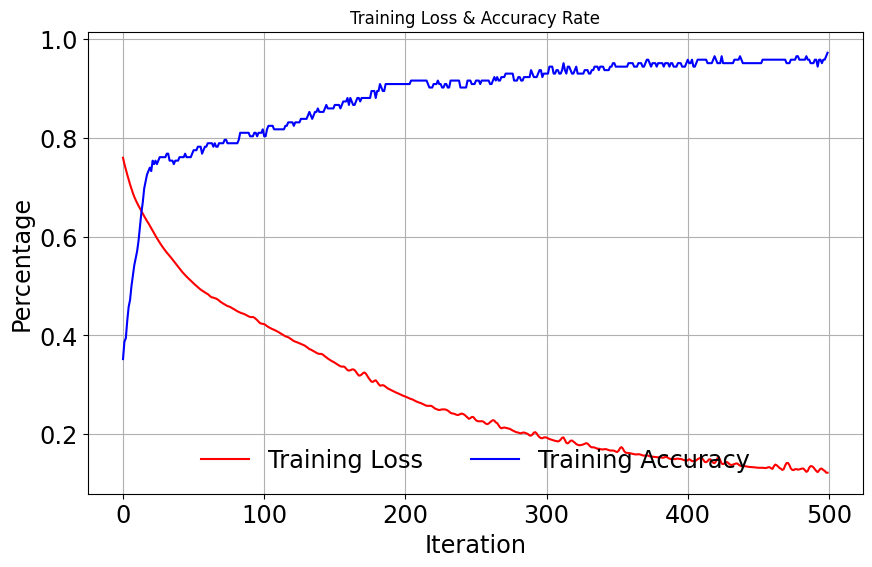 Training Loss & Accuracy Rate
1.0
0.8
0.6
0.4
0.2
Percentage
Training Loss
Training Accuracy
0 100 200 300 400 500
Iteration